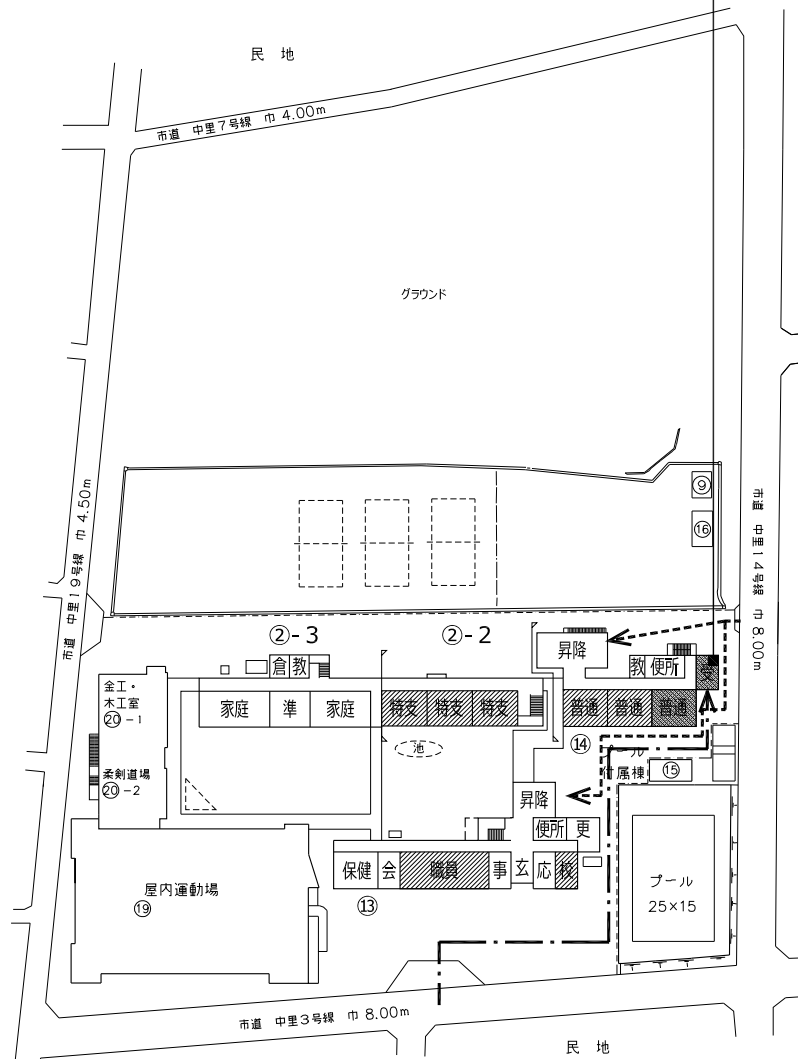 民 地
市道 中里7号線 巾 4.00m
グラウンド
市道 中里19号線 巾 4.50m
市道 中里14号線 巾 8.00m
⑨
⑯
②-3
②-2
昇降
倉
教
教
便所
受
金工・
木工室
⑳-1
家庭
準
家庭
特支
特支
特支
普通
普通
普通
池
⑭
プール
付属棟
⑮
柔剣道場
⑳-2
昇降
便所
更
保健
会
職員
事
玄
応
校
屋内運動場
⑲
⑬
プール
25×15
市道 中里3号線 巾 8.00m
民 地